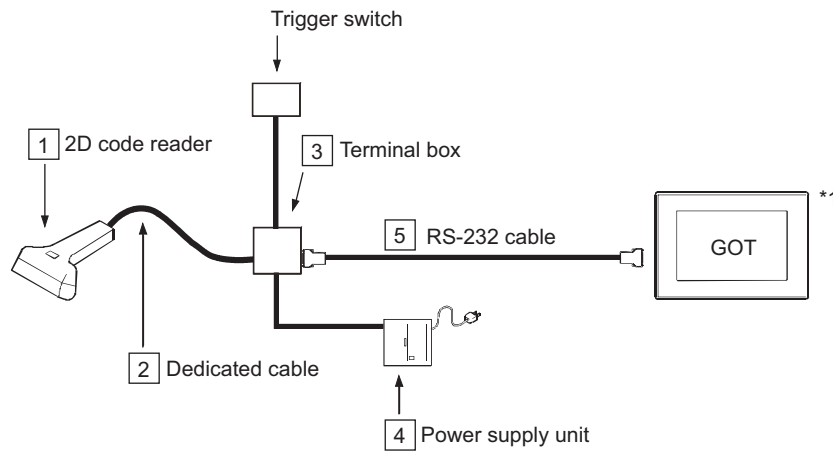 Trigger switch
1 2D code reader
3 Terminal box
*1
5 RS-232 cable
GOT
2 Dedicated cable
4 Power supply unit